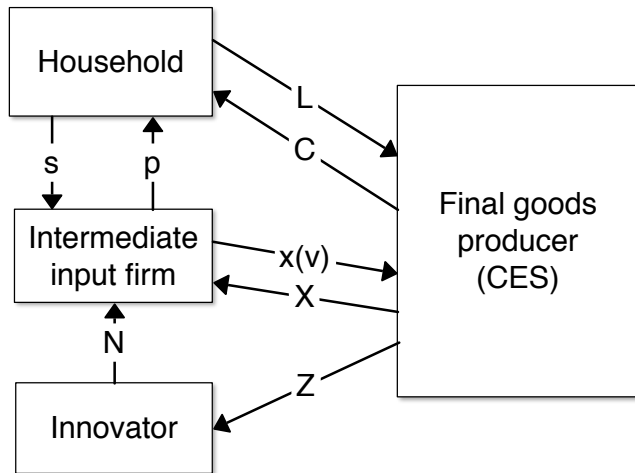 Household
L
C
s
p
Final goods
producer
(CES)
Intermediate
input firm
x(v)
X
N
Z
Innovator